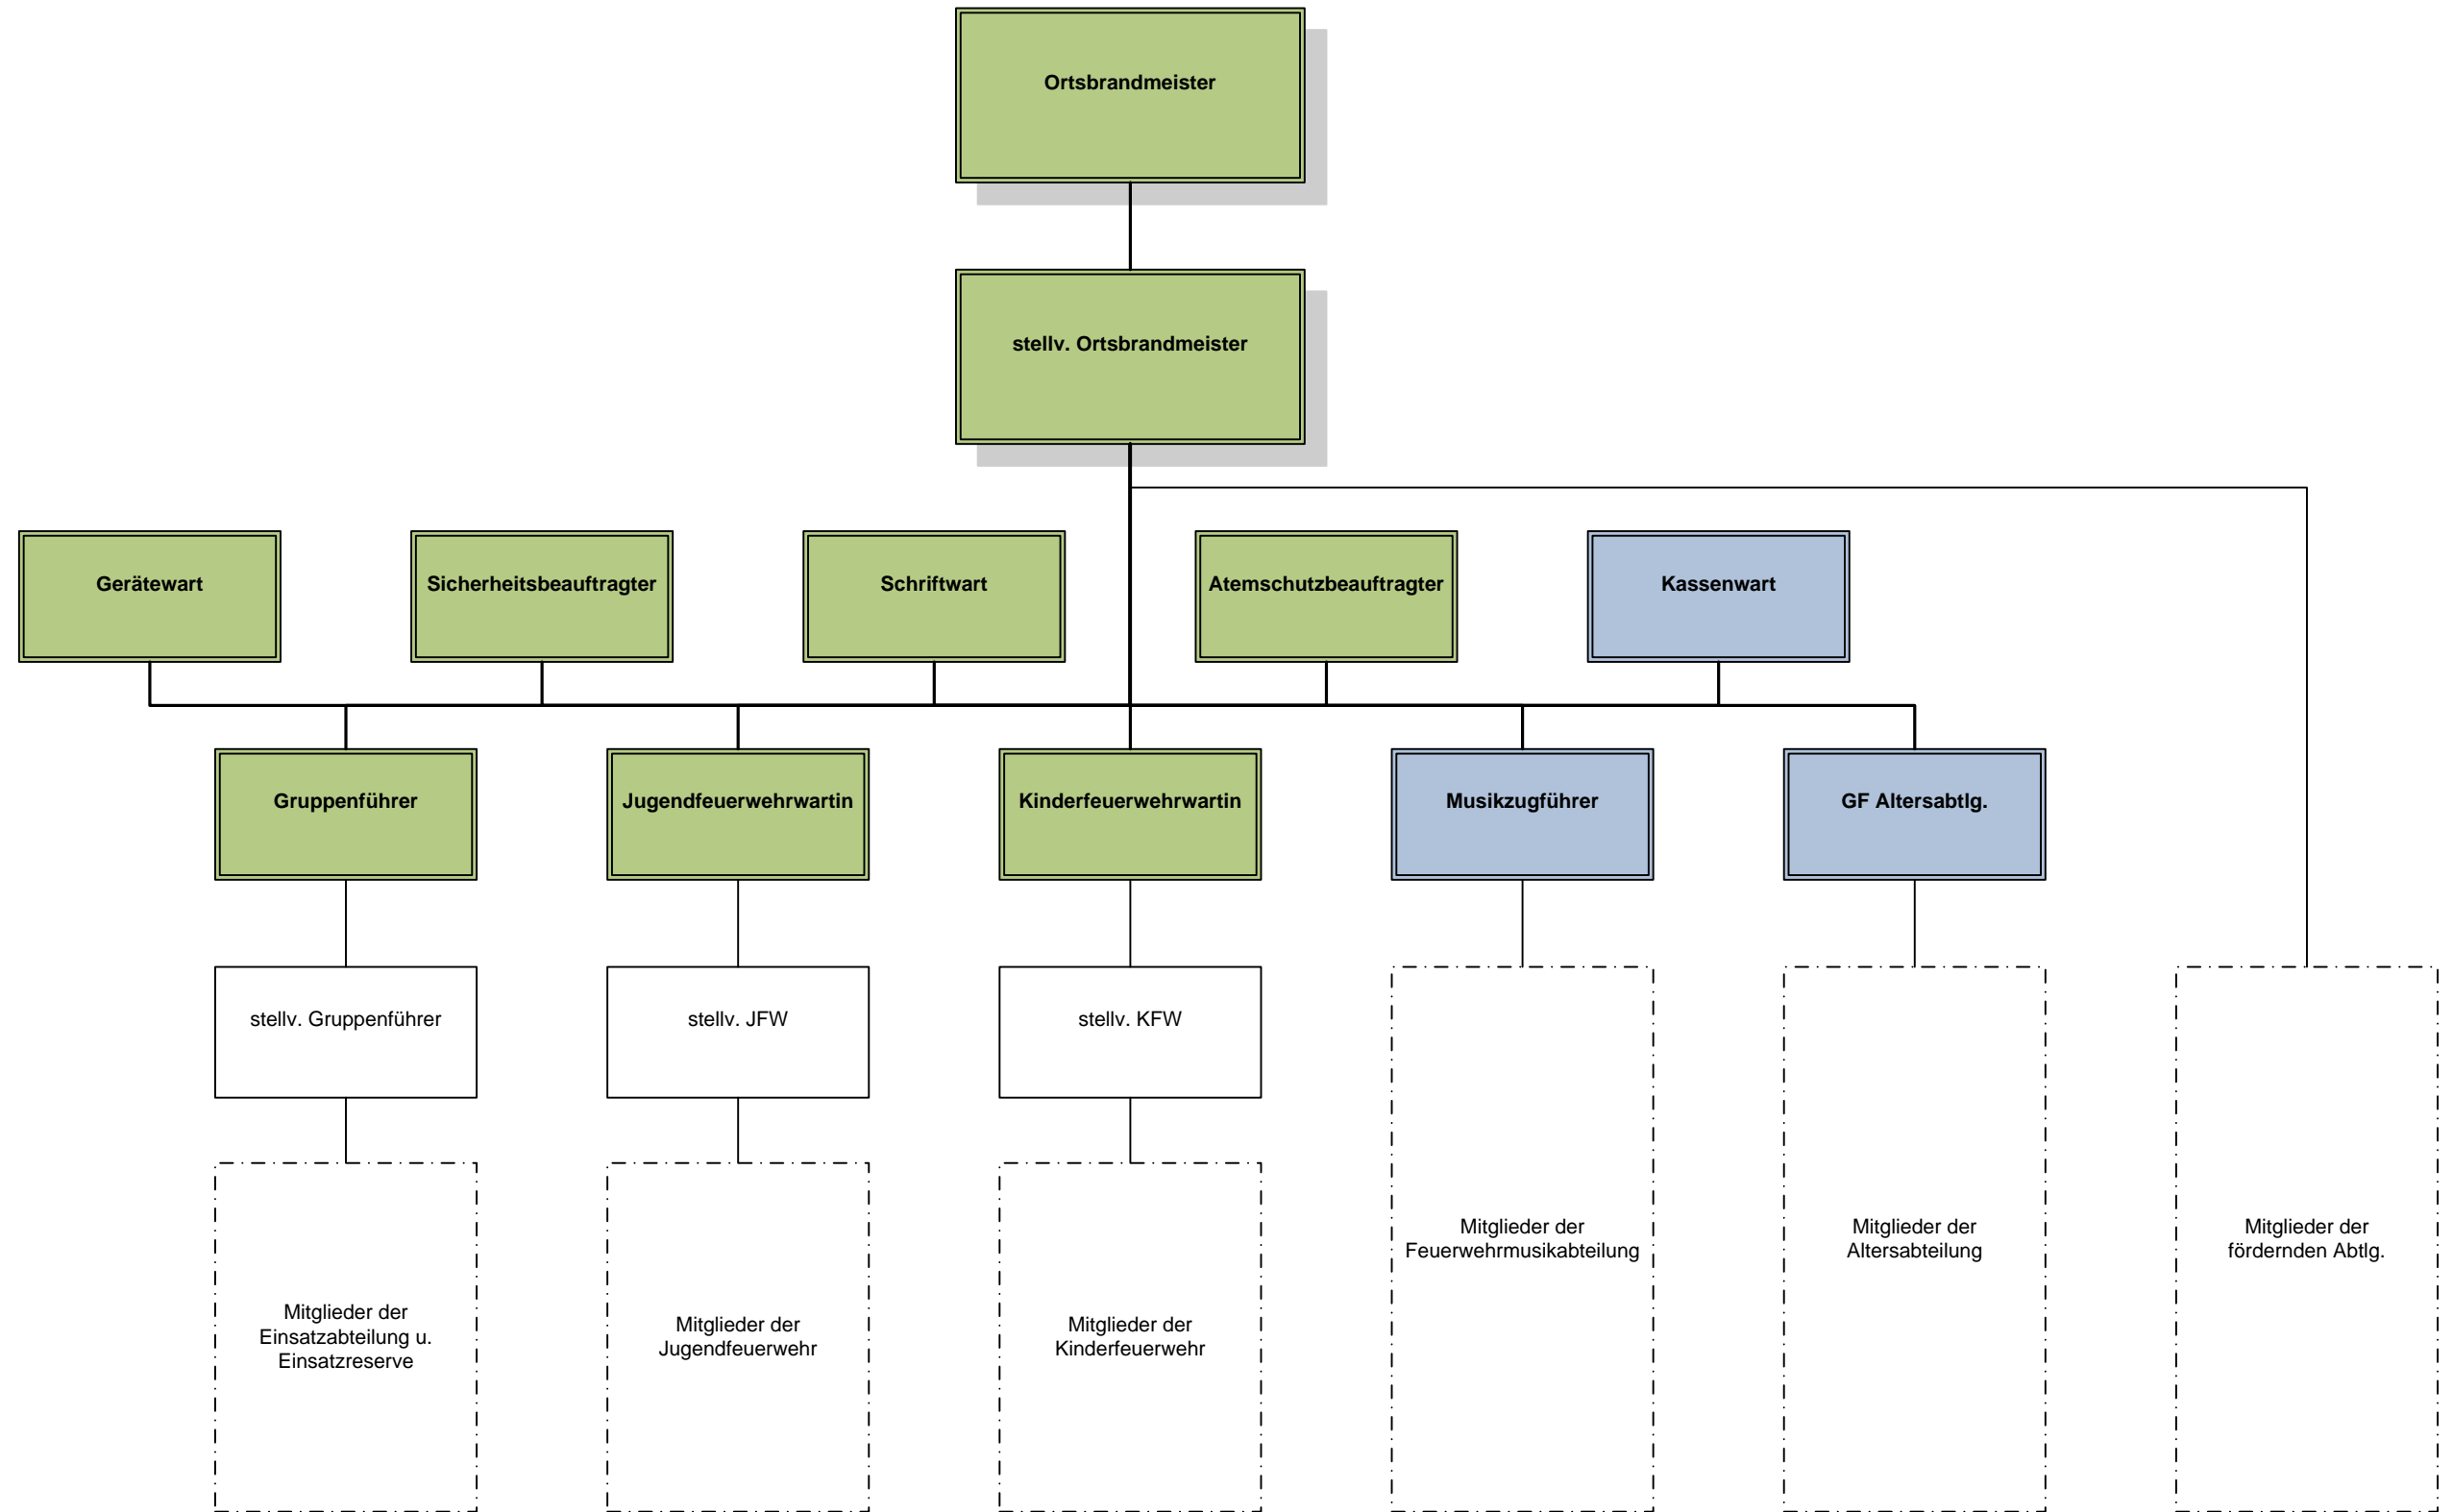 Ortsbrandmeister
stellv. Ortsbrandmeister
Gerätewart
Sicherheitsbeauftragter
Schriftwart
Atemschutzbeauftragter
Kassenwart
Gruppenführer
Jugendfeuerwehrwartin
Kinderfeuerwehrwartin
Musikzugführer
GF Altersabtlg.
stellv. Gruppenführer
stellv. JFW
stellv. KFW
Mitglieder der
Feuerwehrmusikabteilung
Mitglieder der
Altersabteilung
Mitglieder der
fördernden Abtlg.
Mitglieder der
Einsatzabteilung u.
Einsatzreserve
Mitglieder der
Jugendfeuerwehr
Mitglieder der
Kinderfeuerwehr